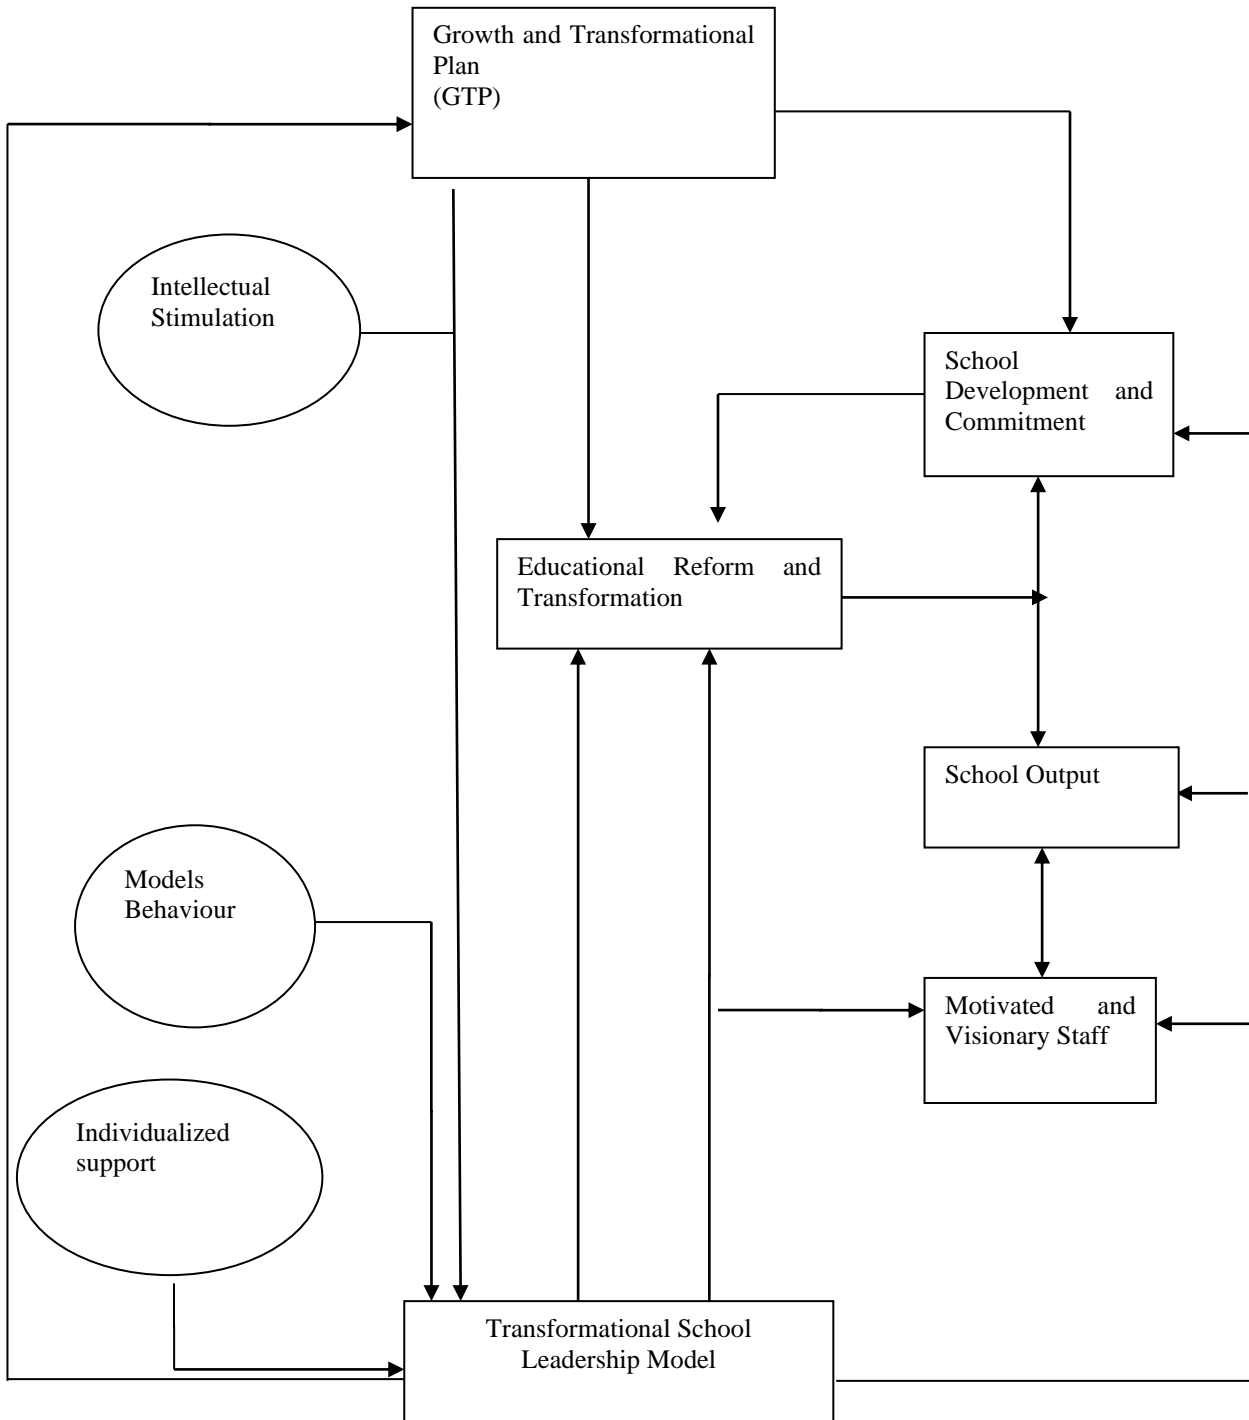 Growth and Transformational
Plan
(GTP)
Intellectual
Stimulation
School
Development and
Commitment
Educational Reform and
Transformation
School Output
Models
Behaviour
Motivated and
Visionary Staff
Individualized
support
Transformational School
Leadership Model